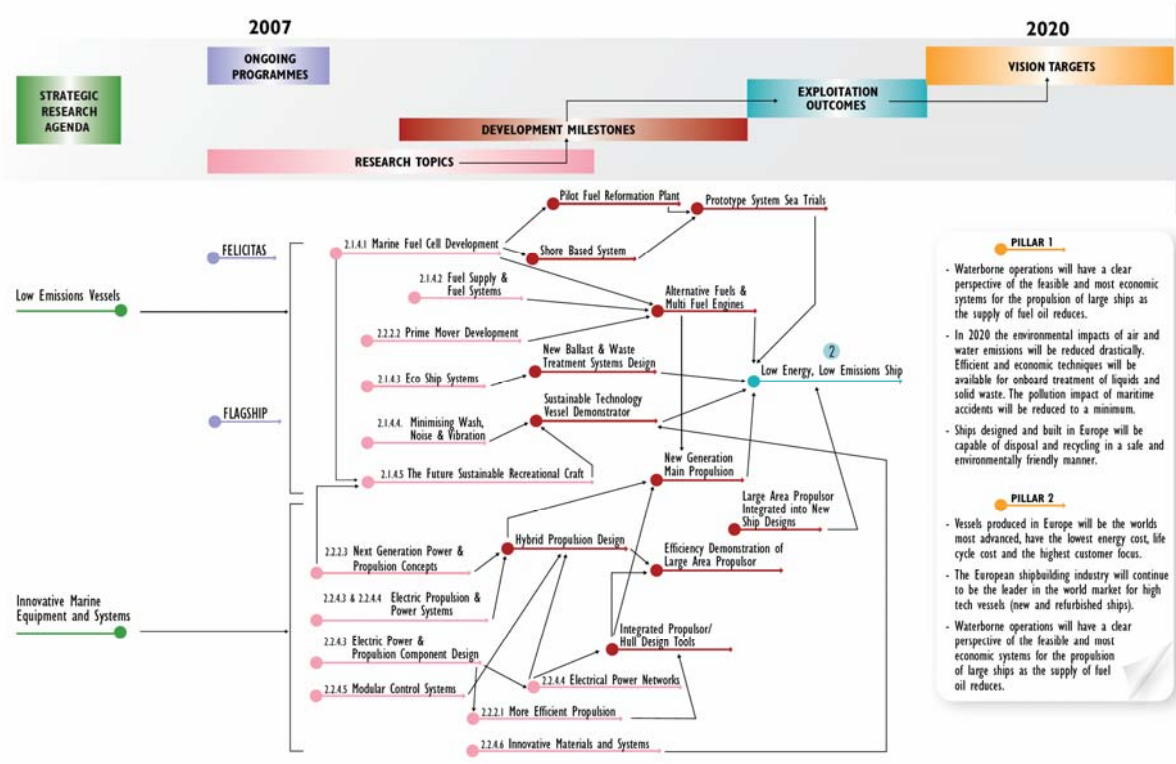 2007
2020
ONGOING
PROGRAMMES
VISION TARGETS
STRATEGIC
RESEARCH
AGENDA
EXPLOITATION
OUTCOMES
DEVELOPMENT MILESTONES
RESEARCH TOPICS
Pilot Fuel Reformation Plant
Prototype System Sea Trials
FELICITAS
2.1.4.1 Marine Fuel Cell Development
Shore Based System
2.1.4.2 Fuel Supply &
Fuel Systems
Low Emissions Vessels
Alternative Fuels &
Multi Fuel Engines
2.2.2.2 Prime Mover Development
New Ballast & Waste
Treatment Systems Design
2
Low Energy, Low Emissions Ship
2.1.4.3 Eco Ship Systems
FLAGSHIP
Sustainable Technology
Vessel Demonstrator
2.1.4.4. Minimising Wash,
Noise & Vibration
New Generation
Main Propulsion
2.1.4.5 The Future Sustainable Recreational Craft
Large Area Propulsor
Integrated into New
Ship Designs
Hybrid Propulsion Design
Efficiency Demonstration of
Large Area Propulsor
2.2.2.3 Next Generation Power &
Propulsion Concepts
Innovative Marine
Equipment and Systems
2.2.4.3 & 2.2.4.4 Electric Propulsion &
Power Systems
Integrated Propulsor/
Hull Design Tools
2.2.4.3 Electric Power &
Propulsion Component Design
2.2.4.4 Electrical Power Networks
2.2.4.5 Modular Control Systems
2.2.2.1 More Efficient Propulsion
2.2.4.6 Innovative Materials and Systems
PILLAR 1
- Waterborne operations will have a clear
perspective of the feasible and most economic
systems for the propulsion of large ships as
the supply of fuel oil reduces.
- In 2020 the environmental impacts of air and
water emissions will be reduced drastically.
Efficient and economic techniques will be
available for onboard treatment of liquids and
solid waste. The pollution impact of maritime
accidents will be reduced to a minimum.
- Ships designed and built in Europe will be
capable of disposal and recycling in a safe and
environmentally friendly manner.
PILLAR 2
- Vessels produced in Europe will be the worlds
most advanced, have the lowest energy cost, life
cycle cost and the highest customer focus.
- The European shipbuilding industry will continue
to be the leader in the world market for high
tech vessels (new and refurbished ships).
- Waterborne operations will have a clear
perspective of the feasible and most
economic systems for the propulsion
of large ships as the supply of fuel
oil reduces.